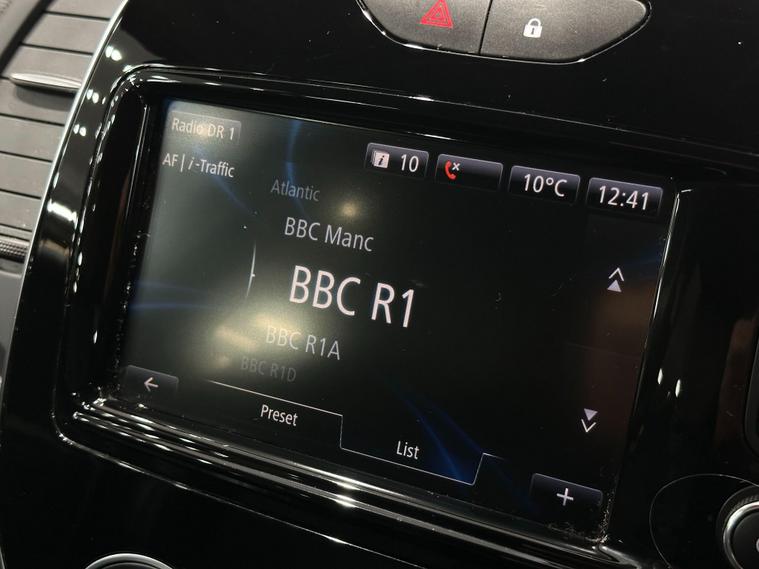 Radio DR 1
10
10°C
12:41
AF | i-Traffic
Atlantic
BBC Manc
BBC R1
BBC R1A
BBC R1D
Preset
List